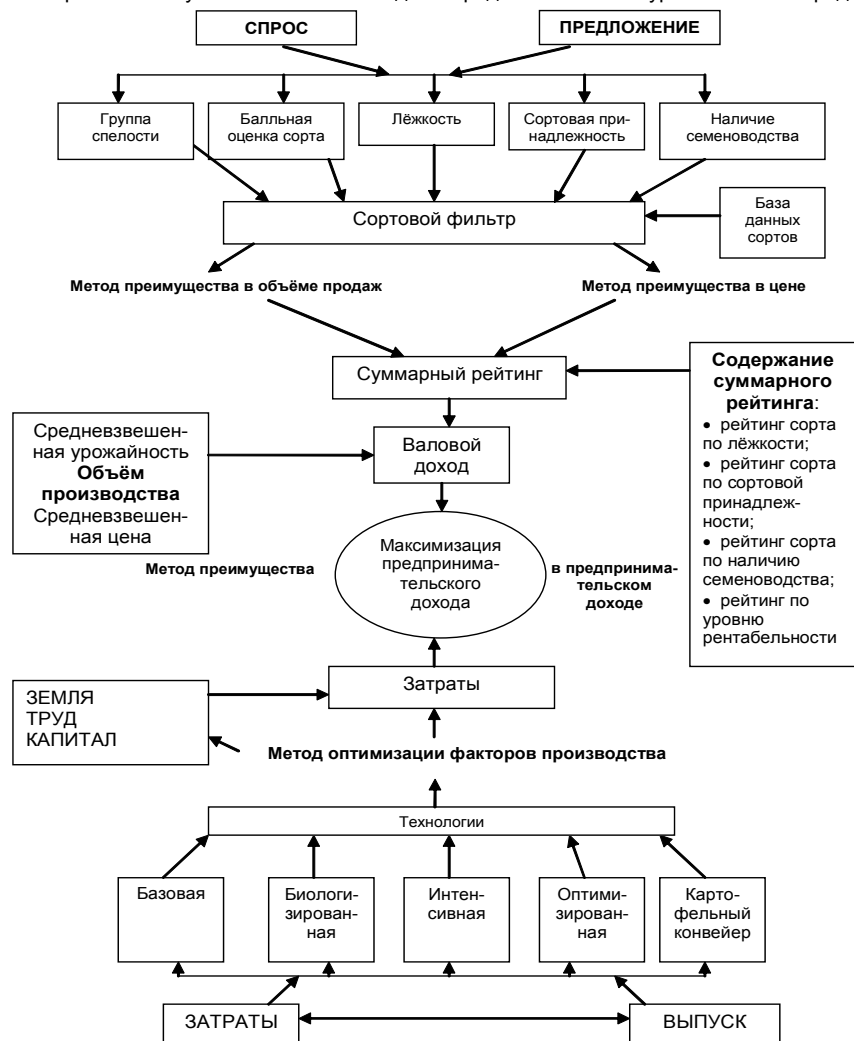 СПРОС
ПРЕДЛОЖЕНИЕ
Группа
спелости
Балльная
оценка сорта
Лёжкость
Сортовая при-
надлежность
Наличие
семеноводства
Сортовой фильтр
База
данных
сортов
Метод преимущества в объёме продаж
Метод преимущества в цене
Суммарный рейтинг
Содержание
суммарного
рейтинга:
• рейтинг сорта
по лёжкости;
• рейтинг сорта
по сортовой
принадлеж-
ности;
• рейтинг сорта
по наличию
семеноводства;
• рейтинг по
уровню
рентабельности
Средневзвешен-
ная урожайность
Объём
производства
Средневзвешен-
ная цена
Валовой
доход
Метод преимущества
Максимизация
предпринима-
тельского
дохода
в предпринима-
тельском
доходе
Затраты
ЗЕМЛЯ
ТРУД
КАПИТАЛ
Метод оптимизации факторов производства
Технологии
Базовая
Биологи-
зирован-
ная
Интен-
сивная
Оптими-
зирован-
ная
Карто-
фельный
конвейер
ЗАТРАТЫ
ВЫПУСК